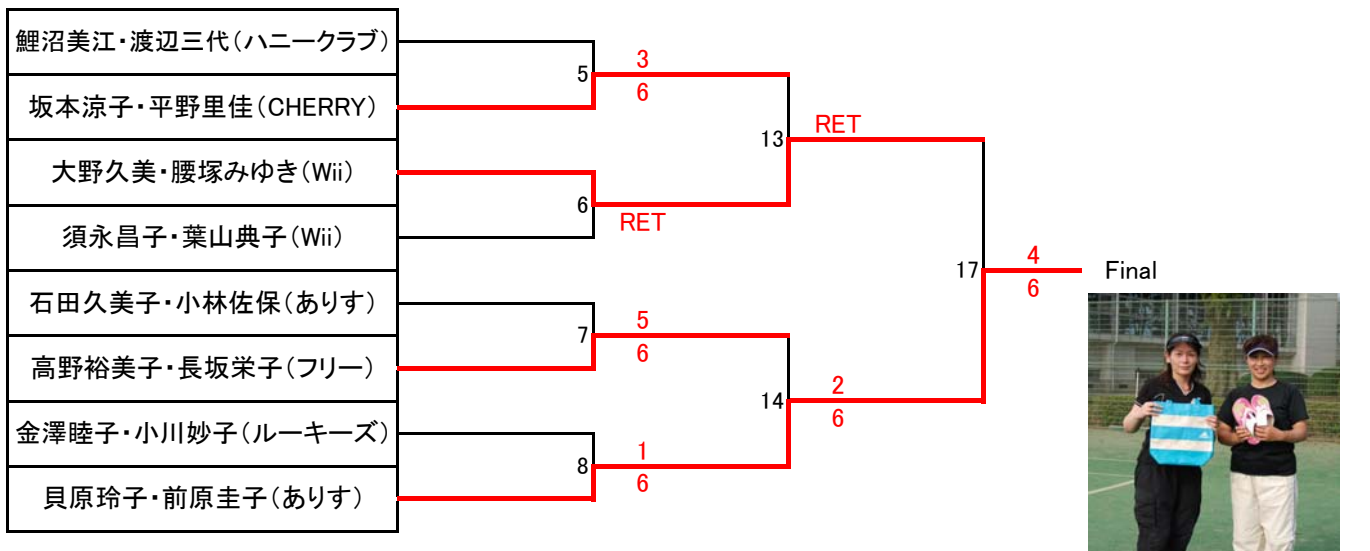 鯉沼美江・渡辺三代(ハニークラブ)
坂本涼子・平野里佳(CHERRY)
大野久美・腰塚みゆき(Wii)
須永昌子・葉山典子(Wii)
石田久美子・小林佐保(ありす)
高野裕美子・長坂栄子(フリー)
金澤睦子・小川妙子(ルーキーズ)
貝原玲子・前原圭子(ありす)
5
3
6
6
RET
7
5
6
8
1
6
13
RET
14
2
6
17
4
6
Final